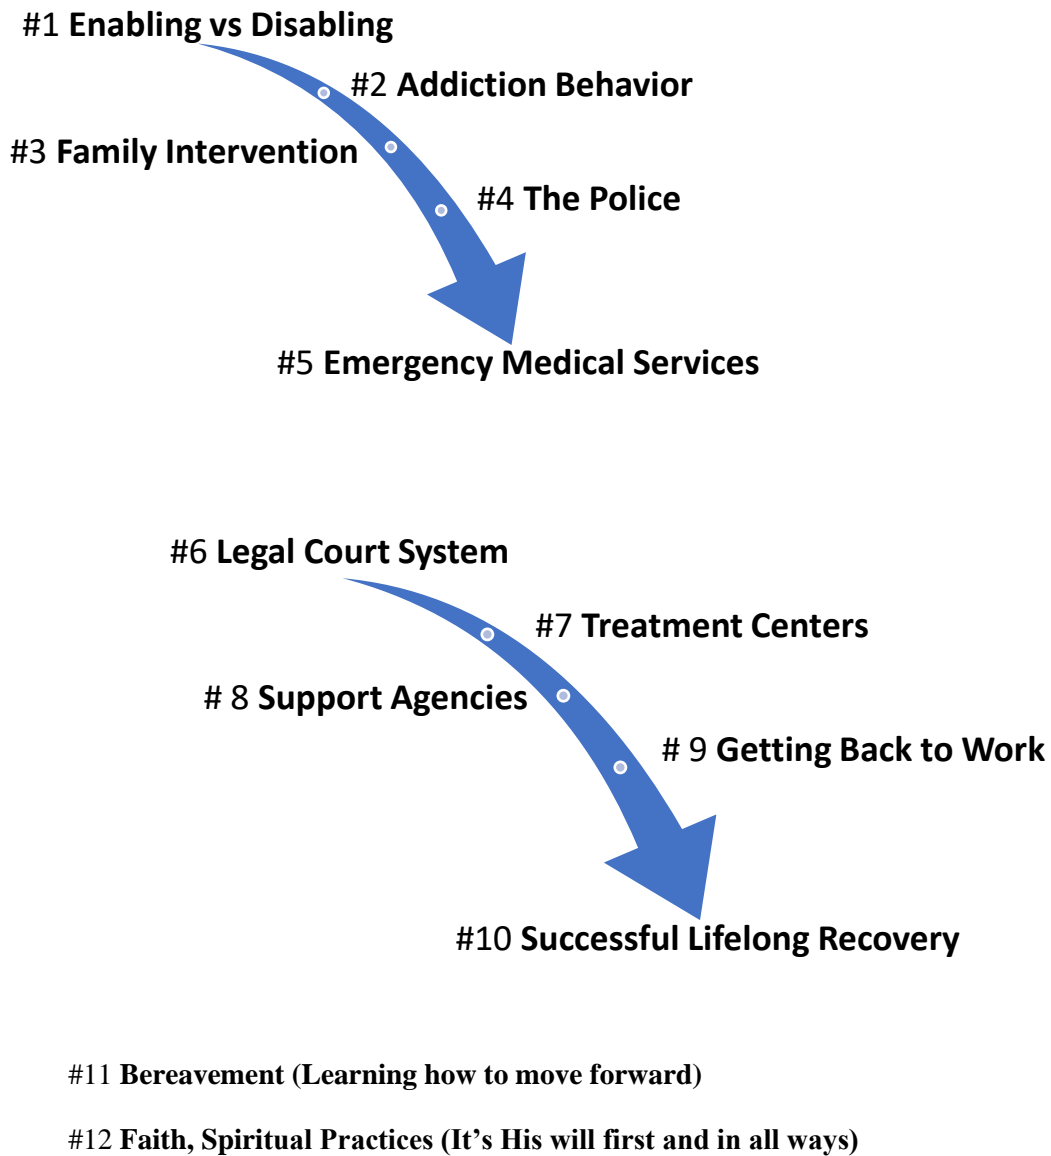 #1 Enabling vs Disabling
#2 Addiction Behavior
#3 Family Intervention
#4 The Police
#5 Emergency Medical Services
#6 Legal Court System
#7 Treatment Centers
# 8 Support Agencies
# 9 Getting Back to Work
#10 Successful Lifelong Recovery
#11 Bereavement (Learning how to move forward)
#12 Faith, Spiritual Practices (It’s His will first and in all ways)